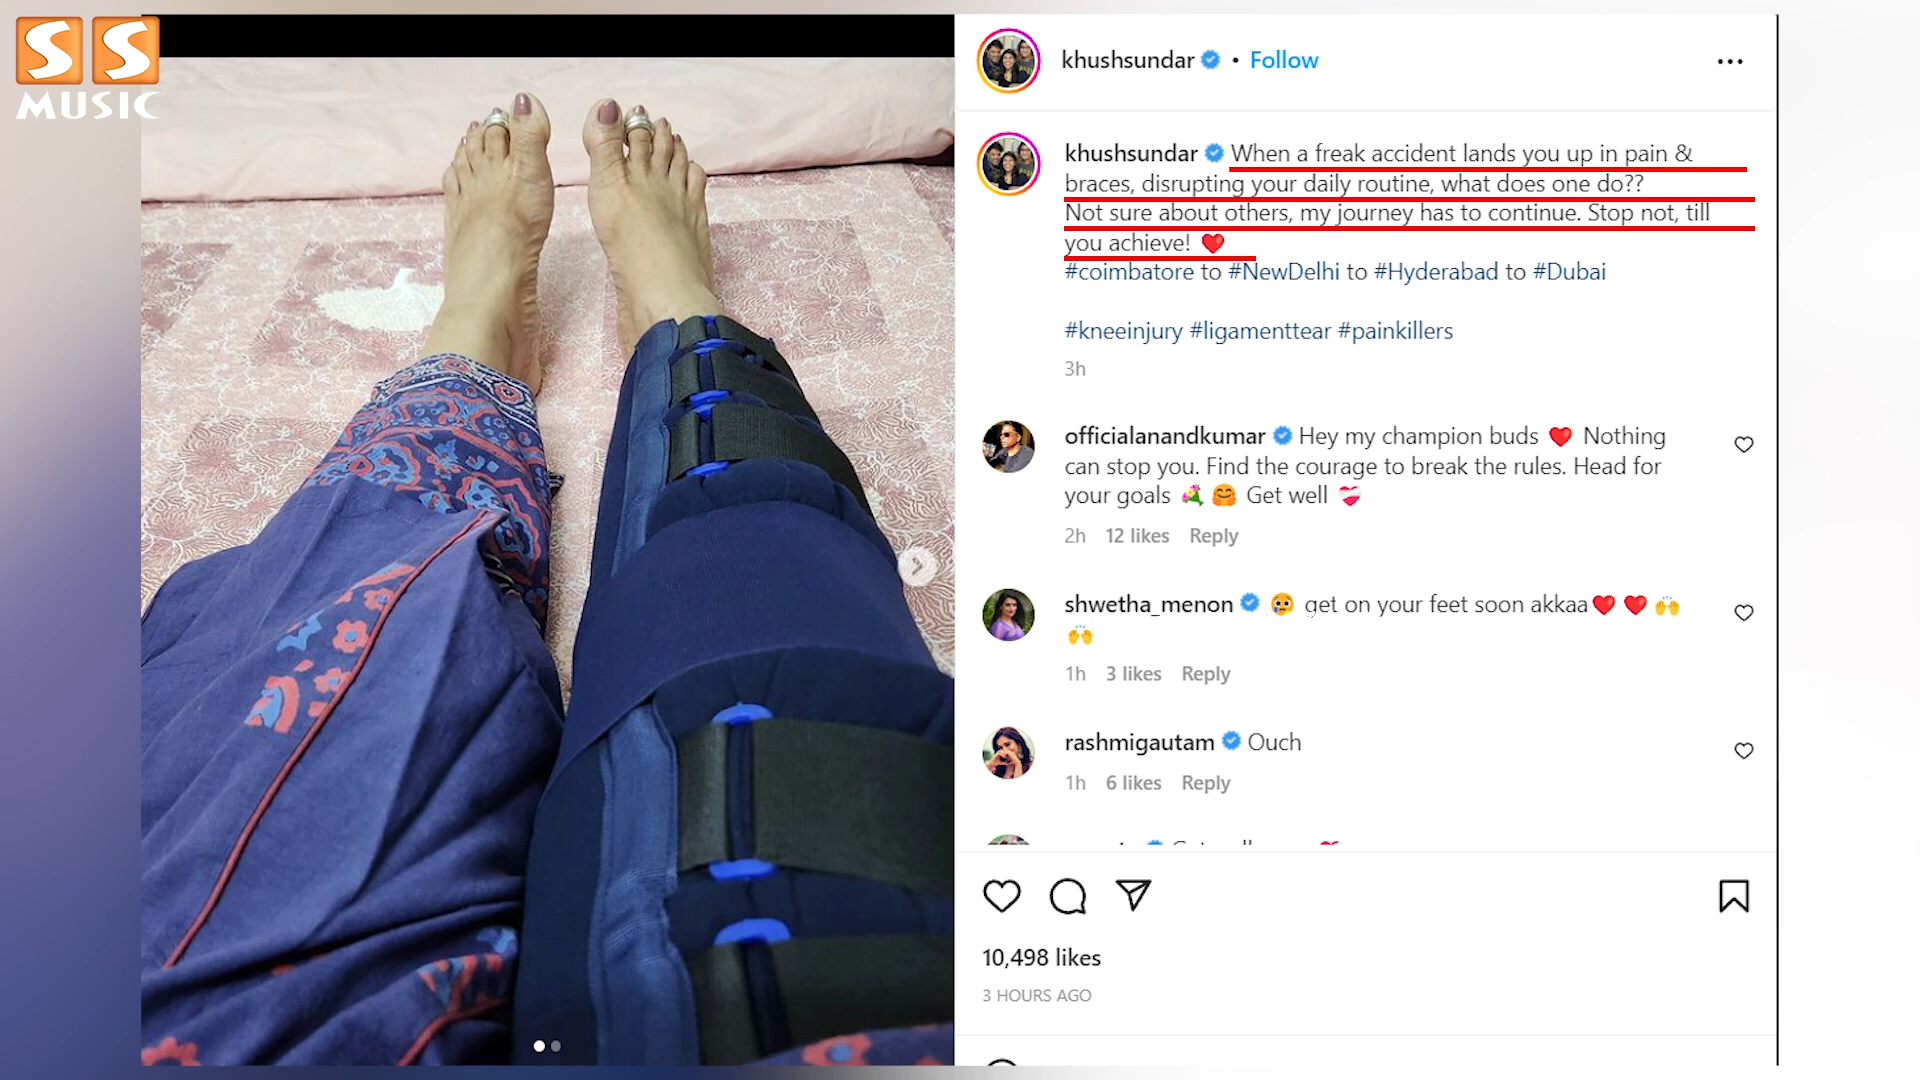 SS
MUSIC
khushsundar • Follow
khushsundar When a freak accident lands you up in pain &
braces, disrupting your daily routine, what does one do??
Not sure about others, my journey has to continue. Stop not, till
you achieve! ❤️
#coimbatore to #NewDelhi to #Hyderabad to #Dubai
#kneeinjury #ligamenttear #painkillers
3h
officialanandkumar Hey my champion buds ❤️ Nothing
can stop you. Find the courage to break the rules. Head for
your goals 💐 🤗 Get well ❤️‍🩹
2h 12 likes Reply
shwetha_menon 😢 get on your feet soon akkaa❤️ ❤️ 🙌
🙌
1h 3 likes Reply
rashmigautam Ouch
1h 6 likes Reply
10,498 likes
3 HOURS AGO